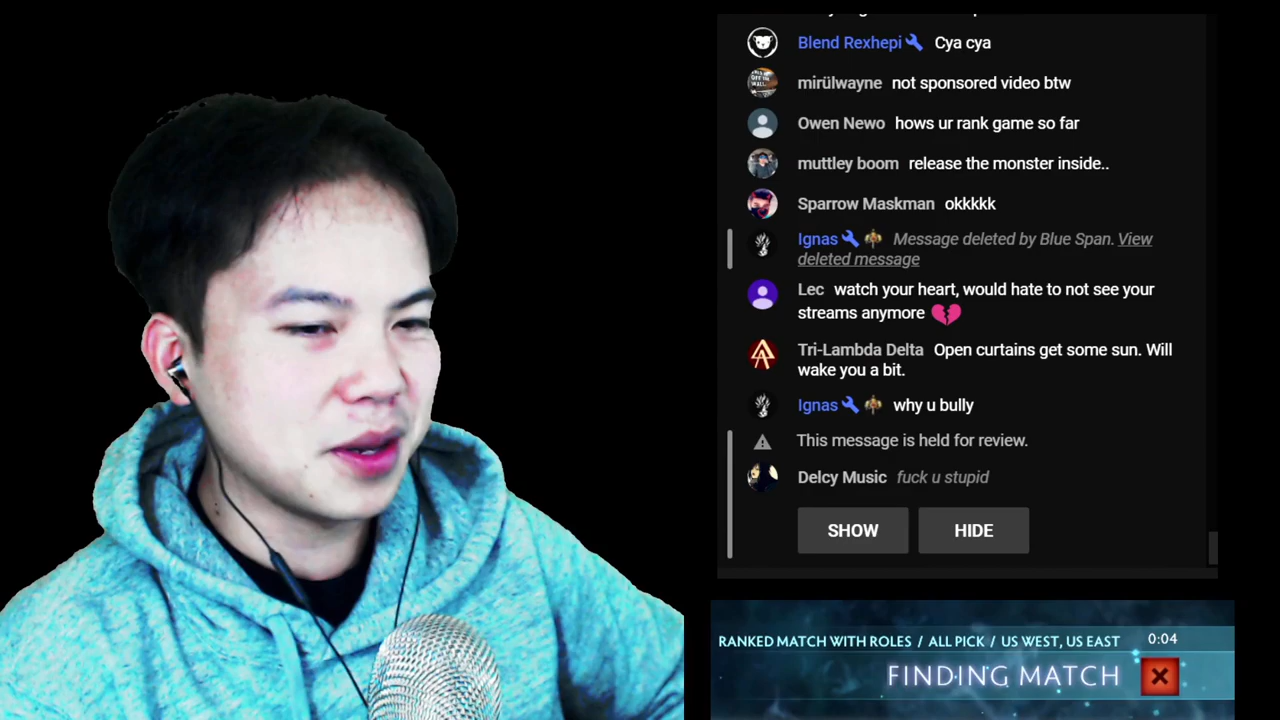 Blend Rexhepi Cya cya
mirülwayne not sponsored video btw
Owen Newo hows ur rank game so far
muttley boom release the monster inside..
Sparrow Maskman okkkkk
Ignas Message deleted by Blue Span. View
deleted message
Lec watch your heart, would hate to not see your
streams anymore
Tri-Lambda Delta Open curtains get some sun. Will
wake you a bit.
Ignas why u bully
This message is held for review.
Delcy Music fuck u stupid
SHOW HIDE
RANKED MATCH WITH ROLES / ALL PICK / US WEST, US EAST 0:04
FINDING MATCH